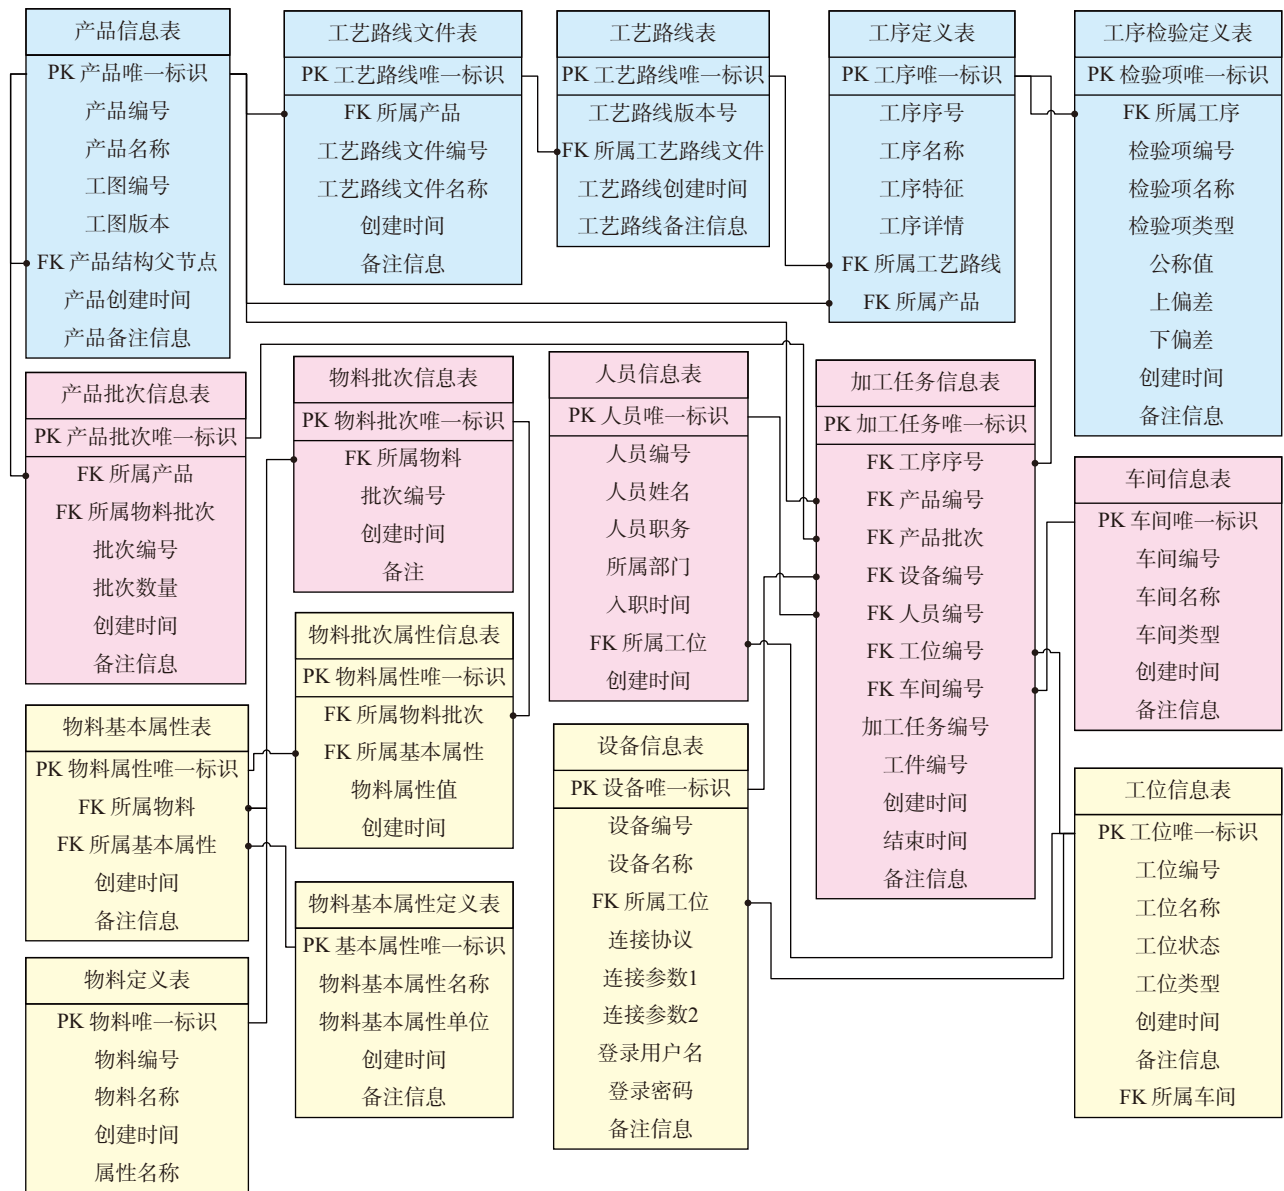 产品信息表
PK 产品唯一标识
产品编号
产品名称
工图编号
工图版本
FK 产品结构父节点
产品创建时间
产品备注信息
工艺路线文件表
PK 工艺路线唯一标识
FK 所属产品
工艺路线文件编号
工艺路线文件名称
创建时间
备注信息
工艺路线表
PK 工艺路线唯一标识
工艺路线版本号
FK 所属工艺路线文件
工艺路线创建时间
工艺路线备注信息
工序定义表
PK 工序唯一标识
工序序号
工序名称
工序特征
工序详情
FK 所属工艺路线
FK 所属产品
工序检验定义表
PK 检验项唯一标识
FK 所属工序
检验项编号
检验项名称
检验项类型
公称值
上偏差
下偏差
创建时间
备注信息
产品批次信息表
PK 产品批次唯一标识
FK 所属产品
FK 所属物料批次
批次编号
批次数量
创建时间
备注信息
物料批次信息表
PK 物料批次唯一标识
FK 所属物料
批次编号
创建时间
备注
人员信息表
PK 人员唯一标识
人员编号
人员姓名
人员职务
所属部门
入职时间
FK 所属工位
创建时间
加工任务信息表
PK 加工任务唯一标识
FK 工序序号
FK 产品编号
FK 产品批次
FK 设备编号
FK 人员编号
FK 工位编号
FK 车间编号
加工任务编号
工件编号
创建时间
结束时间
备注信息
车间信息表
PK 车间唯一标识
车间编号
车间名称
车间类型
创建时间
备注信息
物料基本属性表
PK 物料属性唯一标识
FK 所属物料
FK 所属基本属性
创建时间
备注信息
物料批次属性信息表
PK 物料属性唯一标识
FK 所属物料批次
FK 所属基本属性
物料属性值
创建时间
设备信息表
PK 设备唯一标识
设备编号
设备名称
FK 所属工位
连接协议
连接参数1
连接参数2
登录用户名
登录密码
备注信息
工位信息表
PK 工位唯一标识
工位编号
工位名称
工位状态
工位类型
创建时间
备注信息
FK 所属车间
物料定义表
PK 物料唯一标识
物料编号
物料名称
创建时间
属性名称
物料基本属性定义表
PK 基本属性唯一标识
物料基本属性名称
物料基本属性单位
创建时间
备注信息